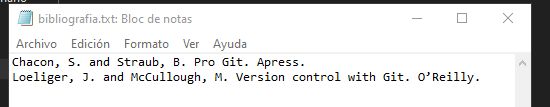 bibliografia.txt: Bloc de notas
Archivo Edición Formato Ver Ayuda
Chacon, S. and Straub, B. Pro Git. Apress.
Loeliger, J. and McCullough, M. Version control with Git. O’Reilly.